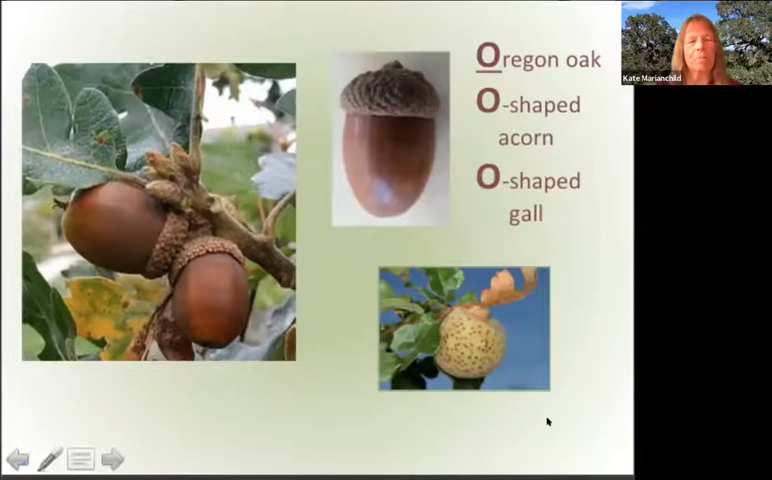 Oregon oak
O-shaped
acorn
O-shaped
gall
Kate Marianchild